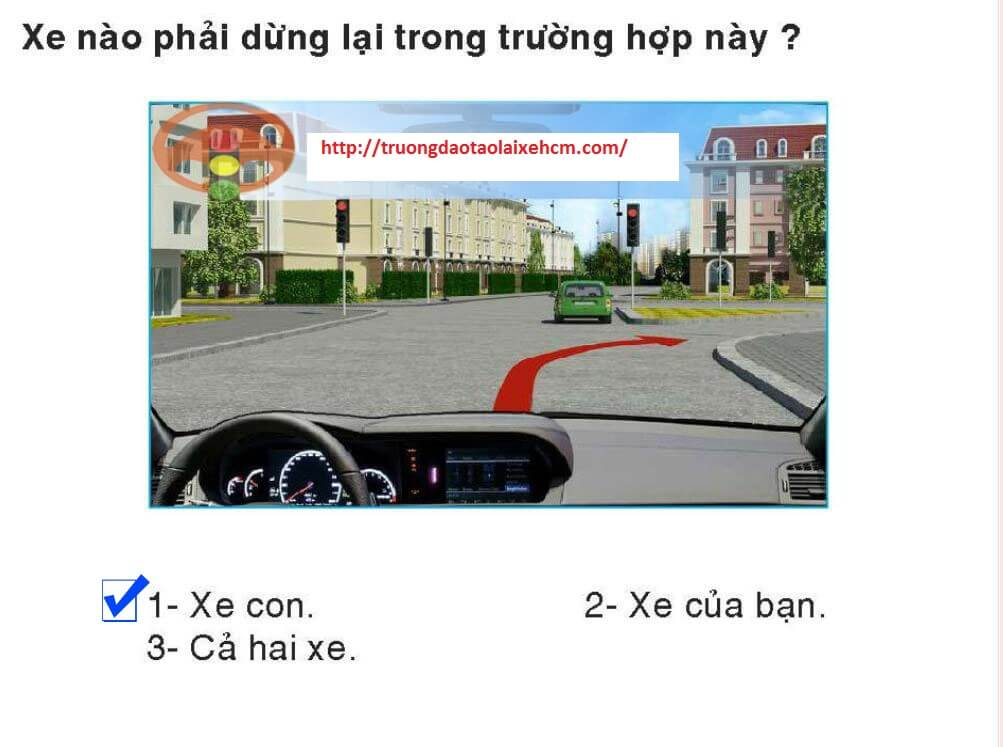 Xe nào phải dừng lại trong trường hợp này ?
http://truongdaotaolaixehcm.com/
1- Xe con.
2- Xe của bạn.
3- Cả hai xe.